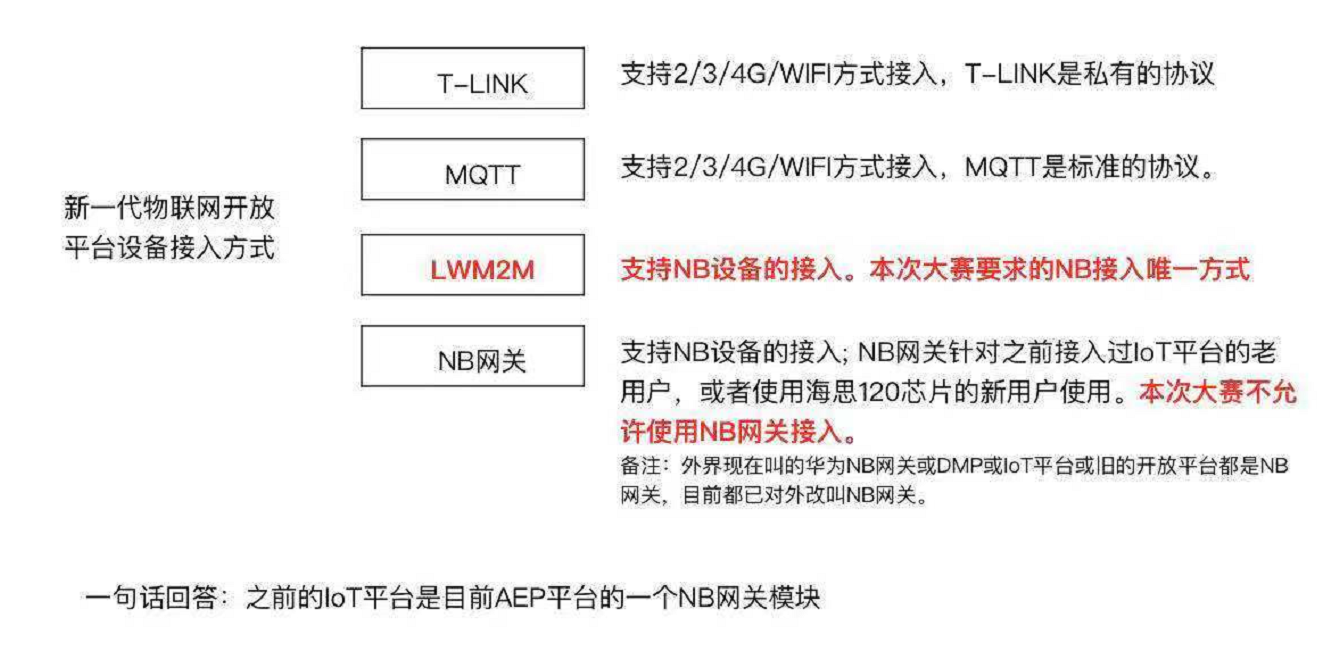 T-LINK
支持2/3/4G/WIFI方式接入，T-LINK是私有的协议
MQTT
支持2/3/4G/WIFI方式接入，MQTT是标准的协议。
新一代物联网开放
平台设备接入方式
LWM2M
支持NB设备的接入。本次大赛要求的NB接入唯一方式
NB网关
支持NB设备的接入; NB网关针对之前接入过IoT平台的老
用户，或者使用海思120芯片的新用户使用。本次大赛不允
许使用NB网关接入。
备注：外界现在叫的华为NB网关或DMP或IoT平台或旧的开放平台都是NB
网关，目前都已对外改叫NB网关。
一句话回答：之前的IoT平台是目前AEP平台的一个NB网关模块